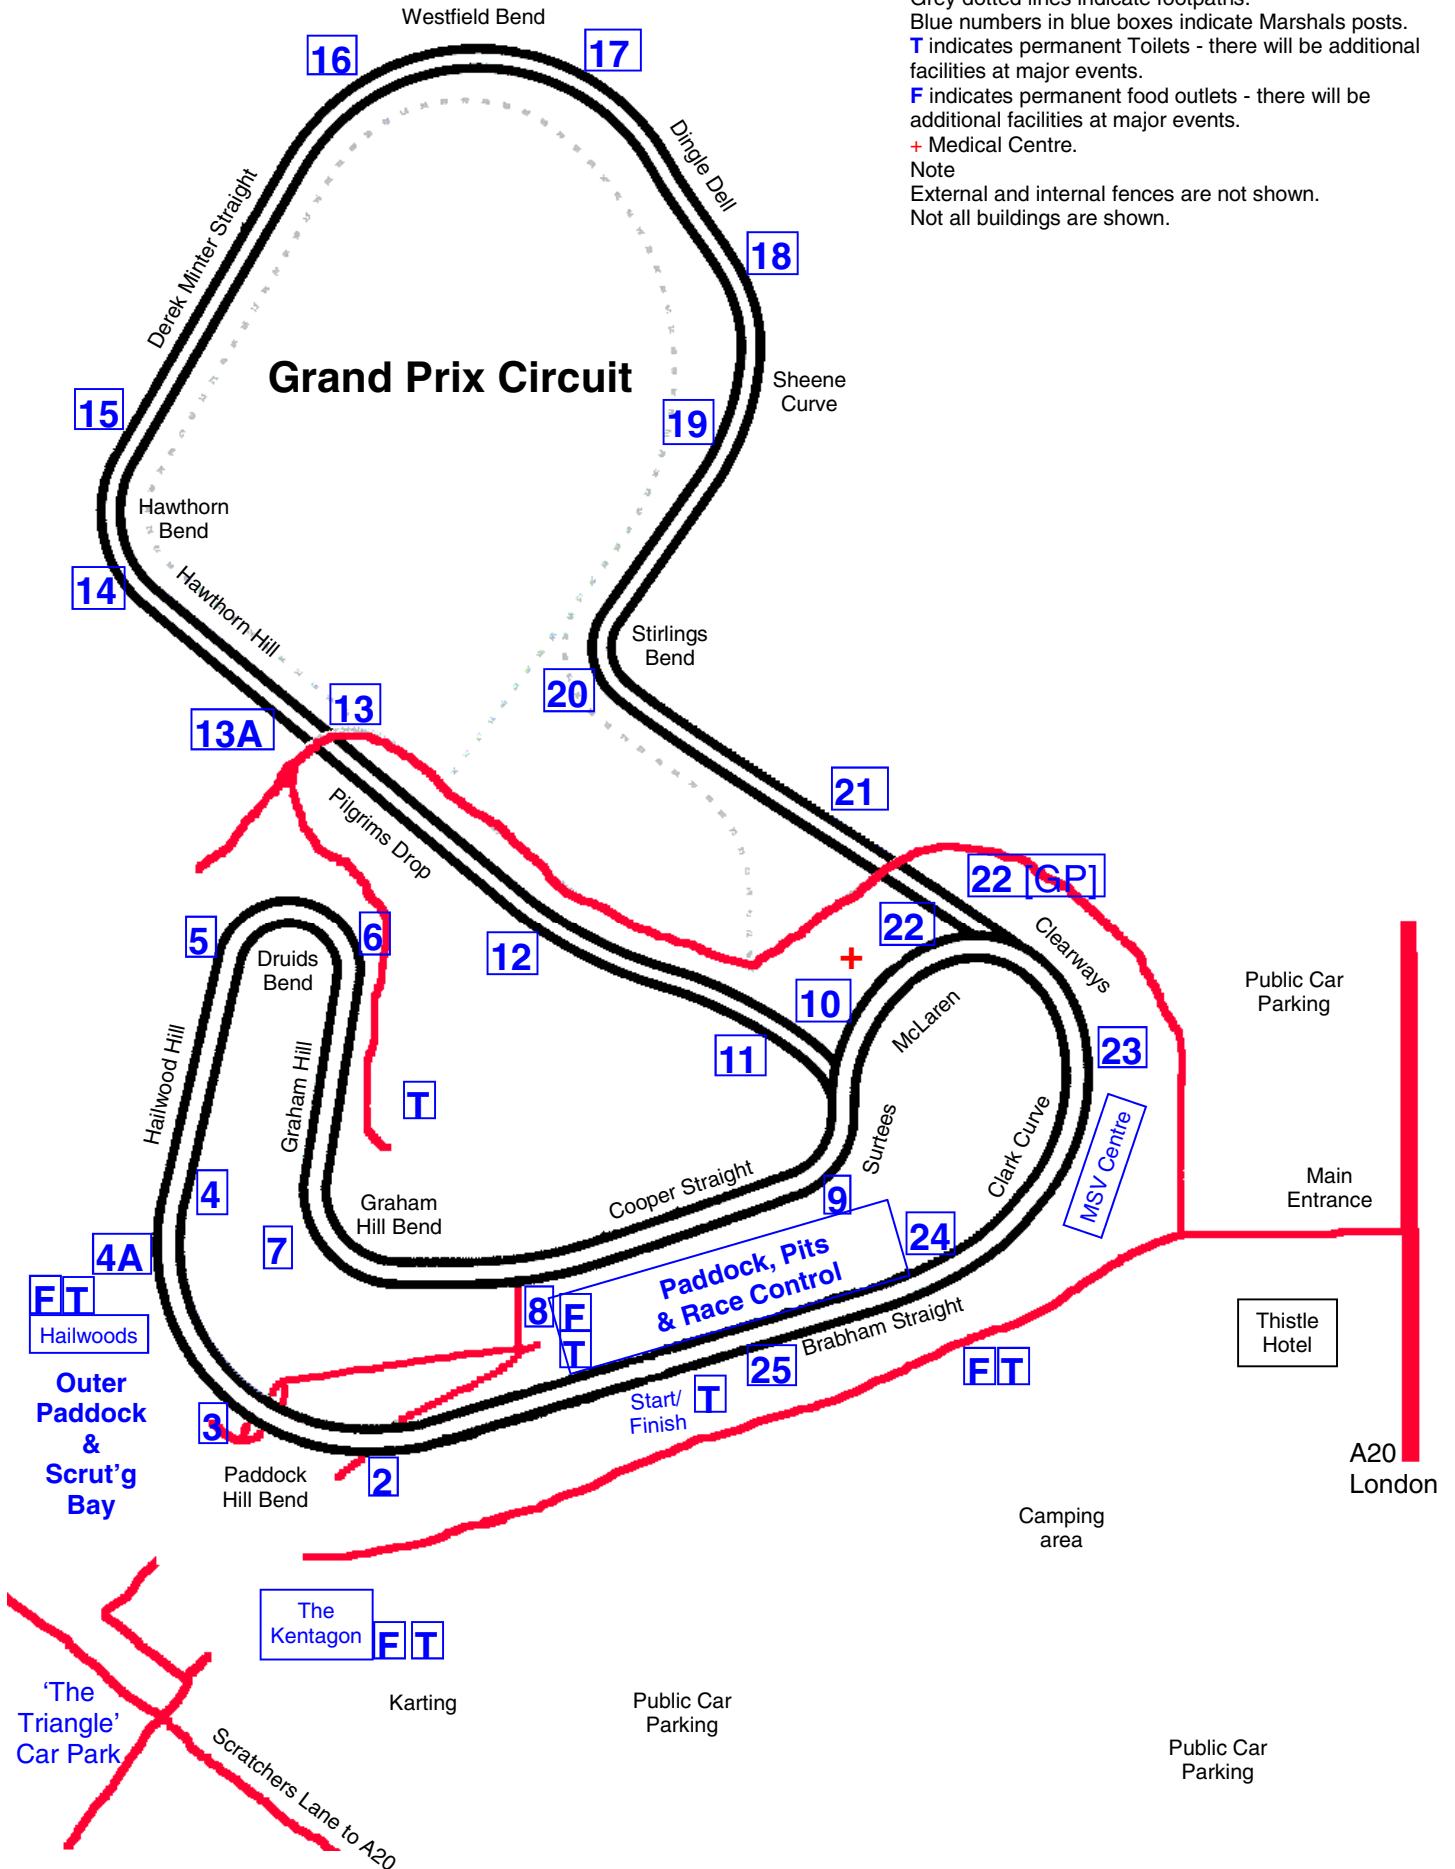 Grey dotted lines indicate footpaths.
Blue numbers in blue boxes indicate Marshals posts.
T indicates permanent Toilets - there will be additional
facilities at major events.
F indicates permanent food outlets - there will be
additional facilities at major events.
+ Medical Centre.
Note
External and internal fences are not shown.
Not all buildings are shown.
Westfield Bend
16
17
Dingle Dell
Derek Minter Straight
18
Grand Prix Circuit
Sheene
Curve
15
19
Hawthorn
Bend
14
Hawthorn Hill
Stirlings
Bend
20
13
13A
21
Pilgrims Drop
22 [GP]
22
Clearways
5
6
12
Druids
Bend
+
10
McLaren
Public Car
Parking
11
23
Hailwood Hill
Graham Hill
T
Surtees
Clark Curve
MSV Centre
4
Cooper Straight
9
Main
Entrance
Graham
Hill Bend
7
4A
24
Paddock, Pits
& Race Control
F T
Hailwoods
8
F
T
Brabham Straight
25
Thistle
Hotel
F T
Outer
Paddock
&
Scrut'g
Bay
Start/
Finish
T
3
Paddock
Hill Bend
2
A20
London
Camping
area
The
Kentagon
F T
Karting
Public Car
Parking
'The
Triangle'
Car Park
Scratchers Lane to A20
Public Car
Parking